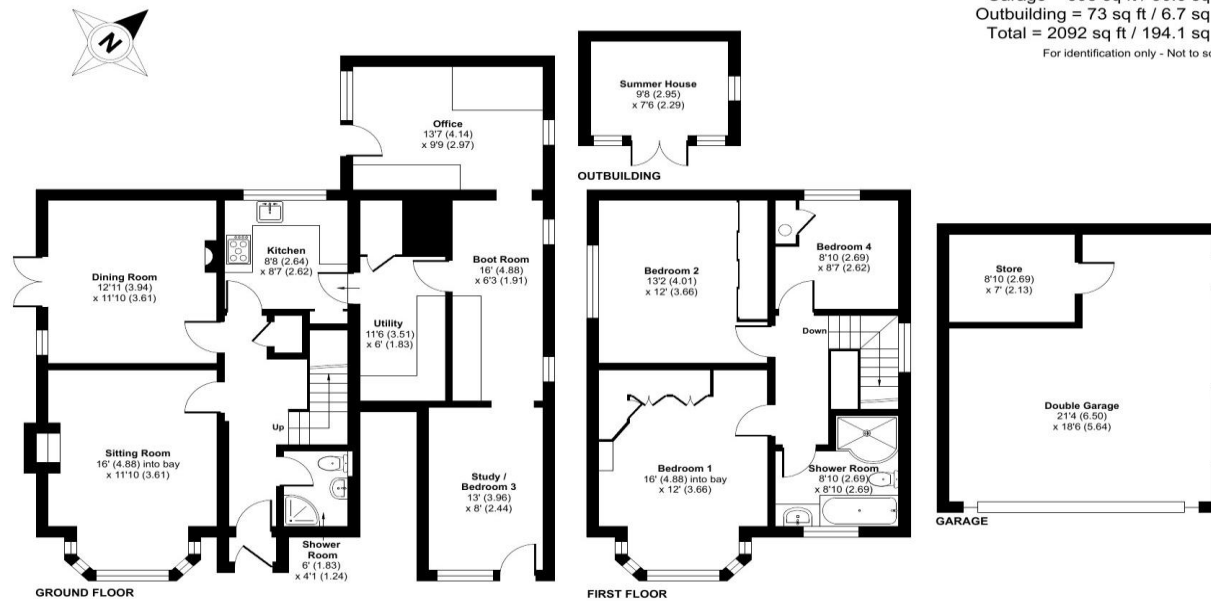 N
Outbuilding = 73 sq ft / 6.7 sq
Total = 2092 sq ft / 194.1 sq
For identification only - Not to sc
Summer House
9'8 (2.95)
x 7'6 (2.29)
OUTBUILDING
Office
13'7 (4.14)
x 9'9 (2.97)
Dining Room
12'11 (3.94)
x 11'10 (3.61)
Kitchen
8'8 (2.64)
x 8'7 (2.62)
Boot Room
16' (4.88)
x 6'3 (1.91)
Utility
11'6 (3.51)
x 6' (1.83)
Up
Sitting Room
16' (4.88) into bay
x 11'10 (3.61)
Study /
Bedroom 3
13' (3.96)
x 8' (2.44)
Shower
Room
6' (1.83)
x 4'1 (1.24)
GROUND FLOOR
Bedroom 2
13'2 (4.01)
x 12' (3.66)
Bedroom 4
8'10 (2.69)
x 8'7 (2.62)
Down
Bedroom 1
16' (4.88) into bay
x 12' (3.66)
Shower Room
8'10 (2.69)
x 8'10 (2.69)
FIRST FLOOR
Store
8'10 (2.69)
x 7' (2.13)
Double Garage
21'4 (6.50)
x 18'6 (5.64)
GARAGE